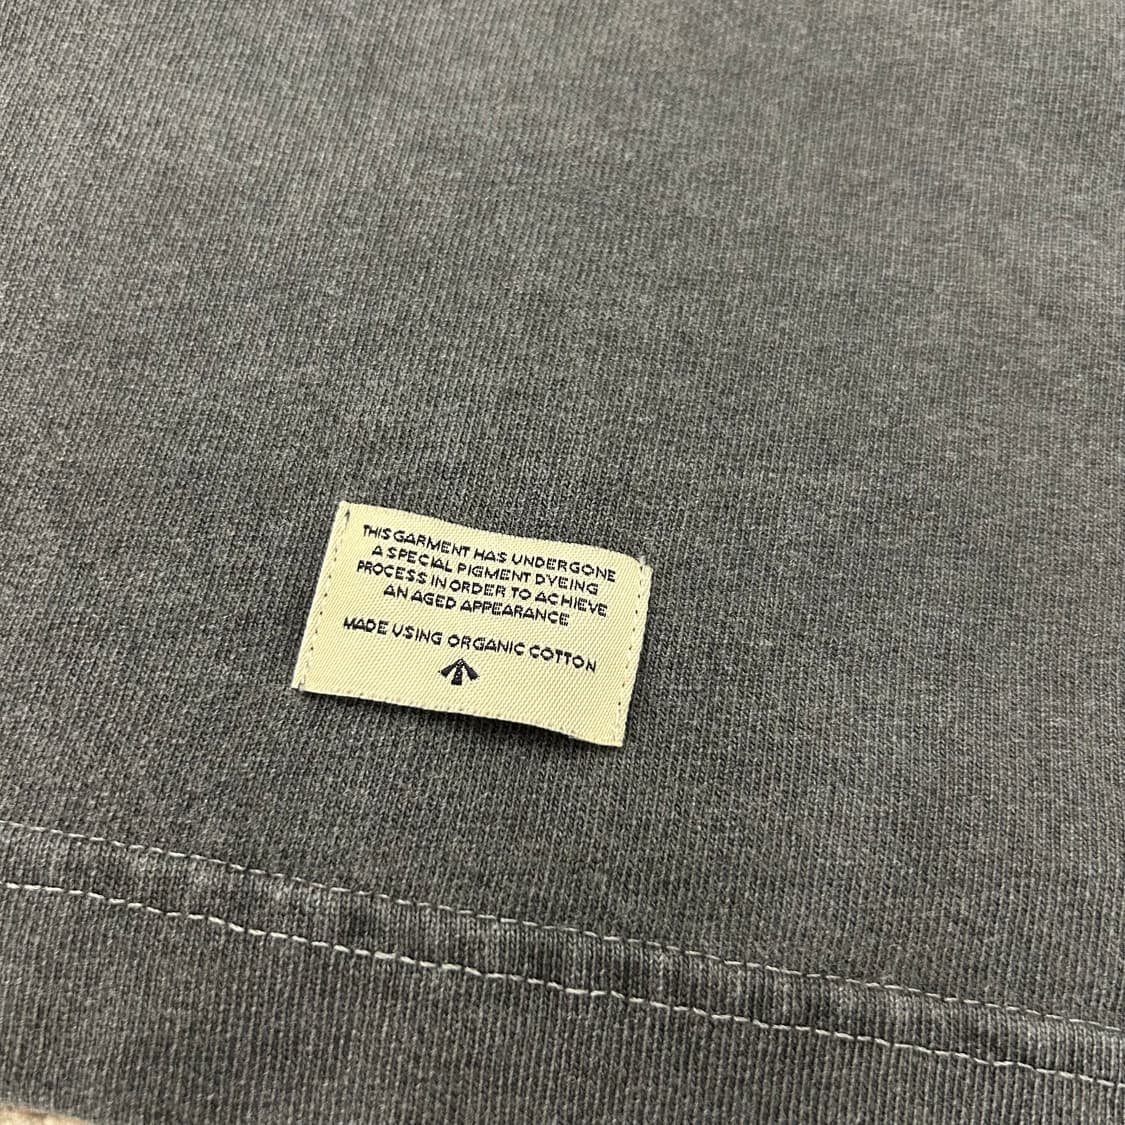 THIS GARMENT HAS UNDERGONE
A SPECIAL PIGMENT DYEING
PROCESS IN ORDER TO ACHIEVE
AN AGED APPEARANCE
MADE USING ORGANIC COTTON